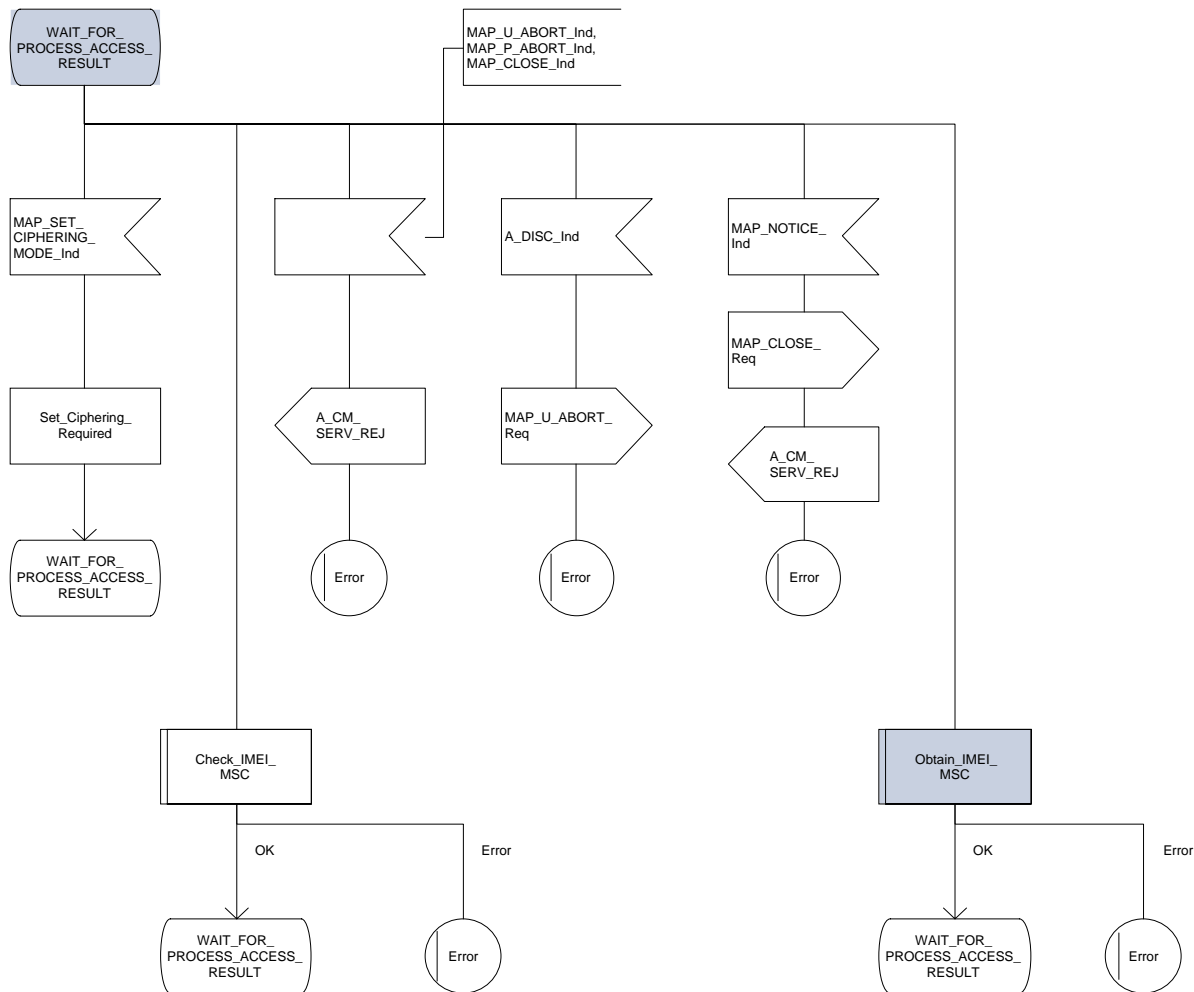 WAIT_FOR_
PROCESS_ACCESS_
RESULT
MAP_U_ABORT_Ind,
MAP_P_ABORT_Ind,
MAP_CLOSE_Ind
MAP_SET_
CIPHERING_
MODE_Ind
A_DISC_Ind
MAP_NOTICE_
Ind
MAP_CLOSE_
Req
Set_Ciphering_
Required
A_CM_
SERV_REJ
MAP_U_ABORT_
Req
A_CM_
SERV_REJ
WAIT_FOR_
PROCESS_ACCESS_
RESULT
Error
Error
Error
Check_IMEI_
MSC
Obtain_IMEI_
MSC
OK
Error
OK
Error
WAIT_FOR_
PROCESS_ACCESS_
RESULT
Error
WAIT_FOR_
PROCESS_ACCESS_
RESULT
Error